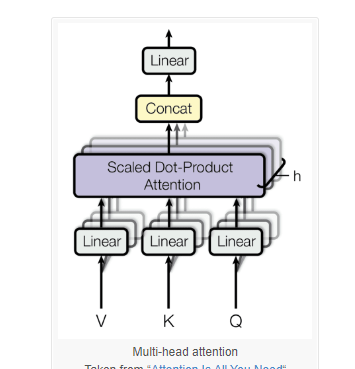 Linear
Concat
Scaled Dot-Product
Attention
h
Linear Linear Linear
V K Q
Multi-head attention
Taken from “Attention Is All You Need“